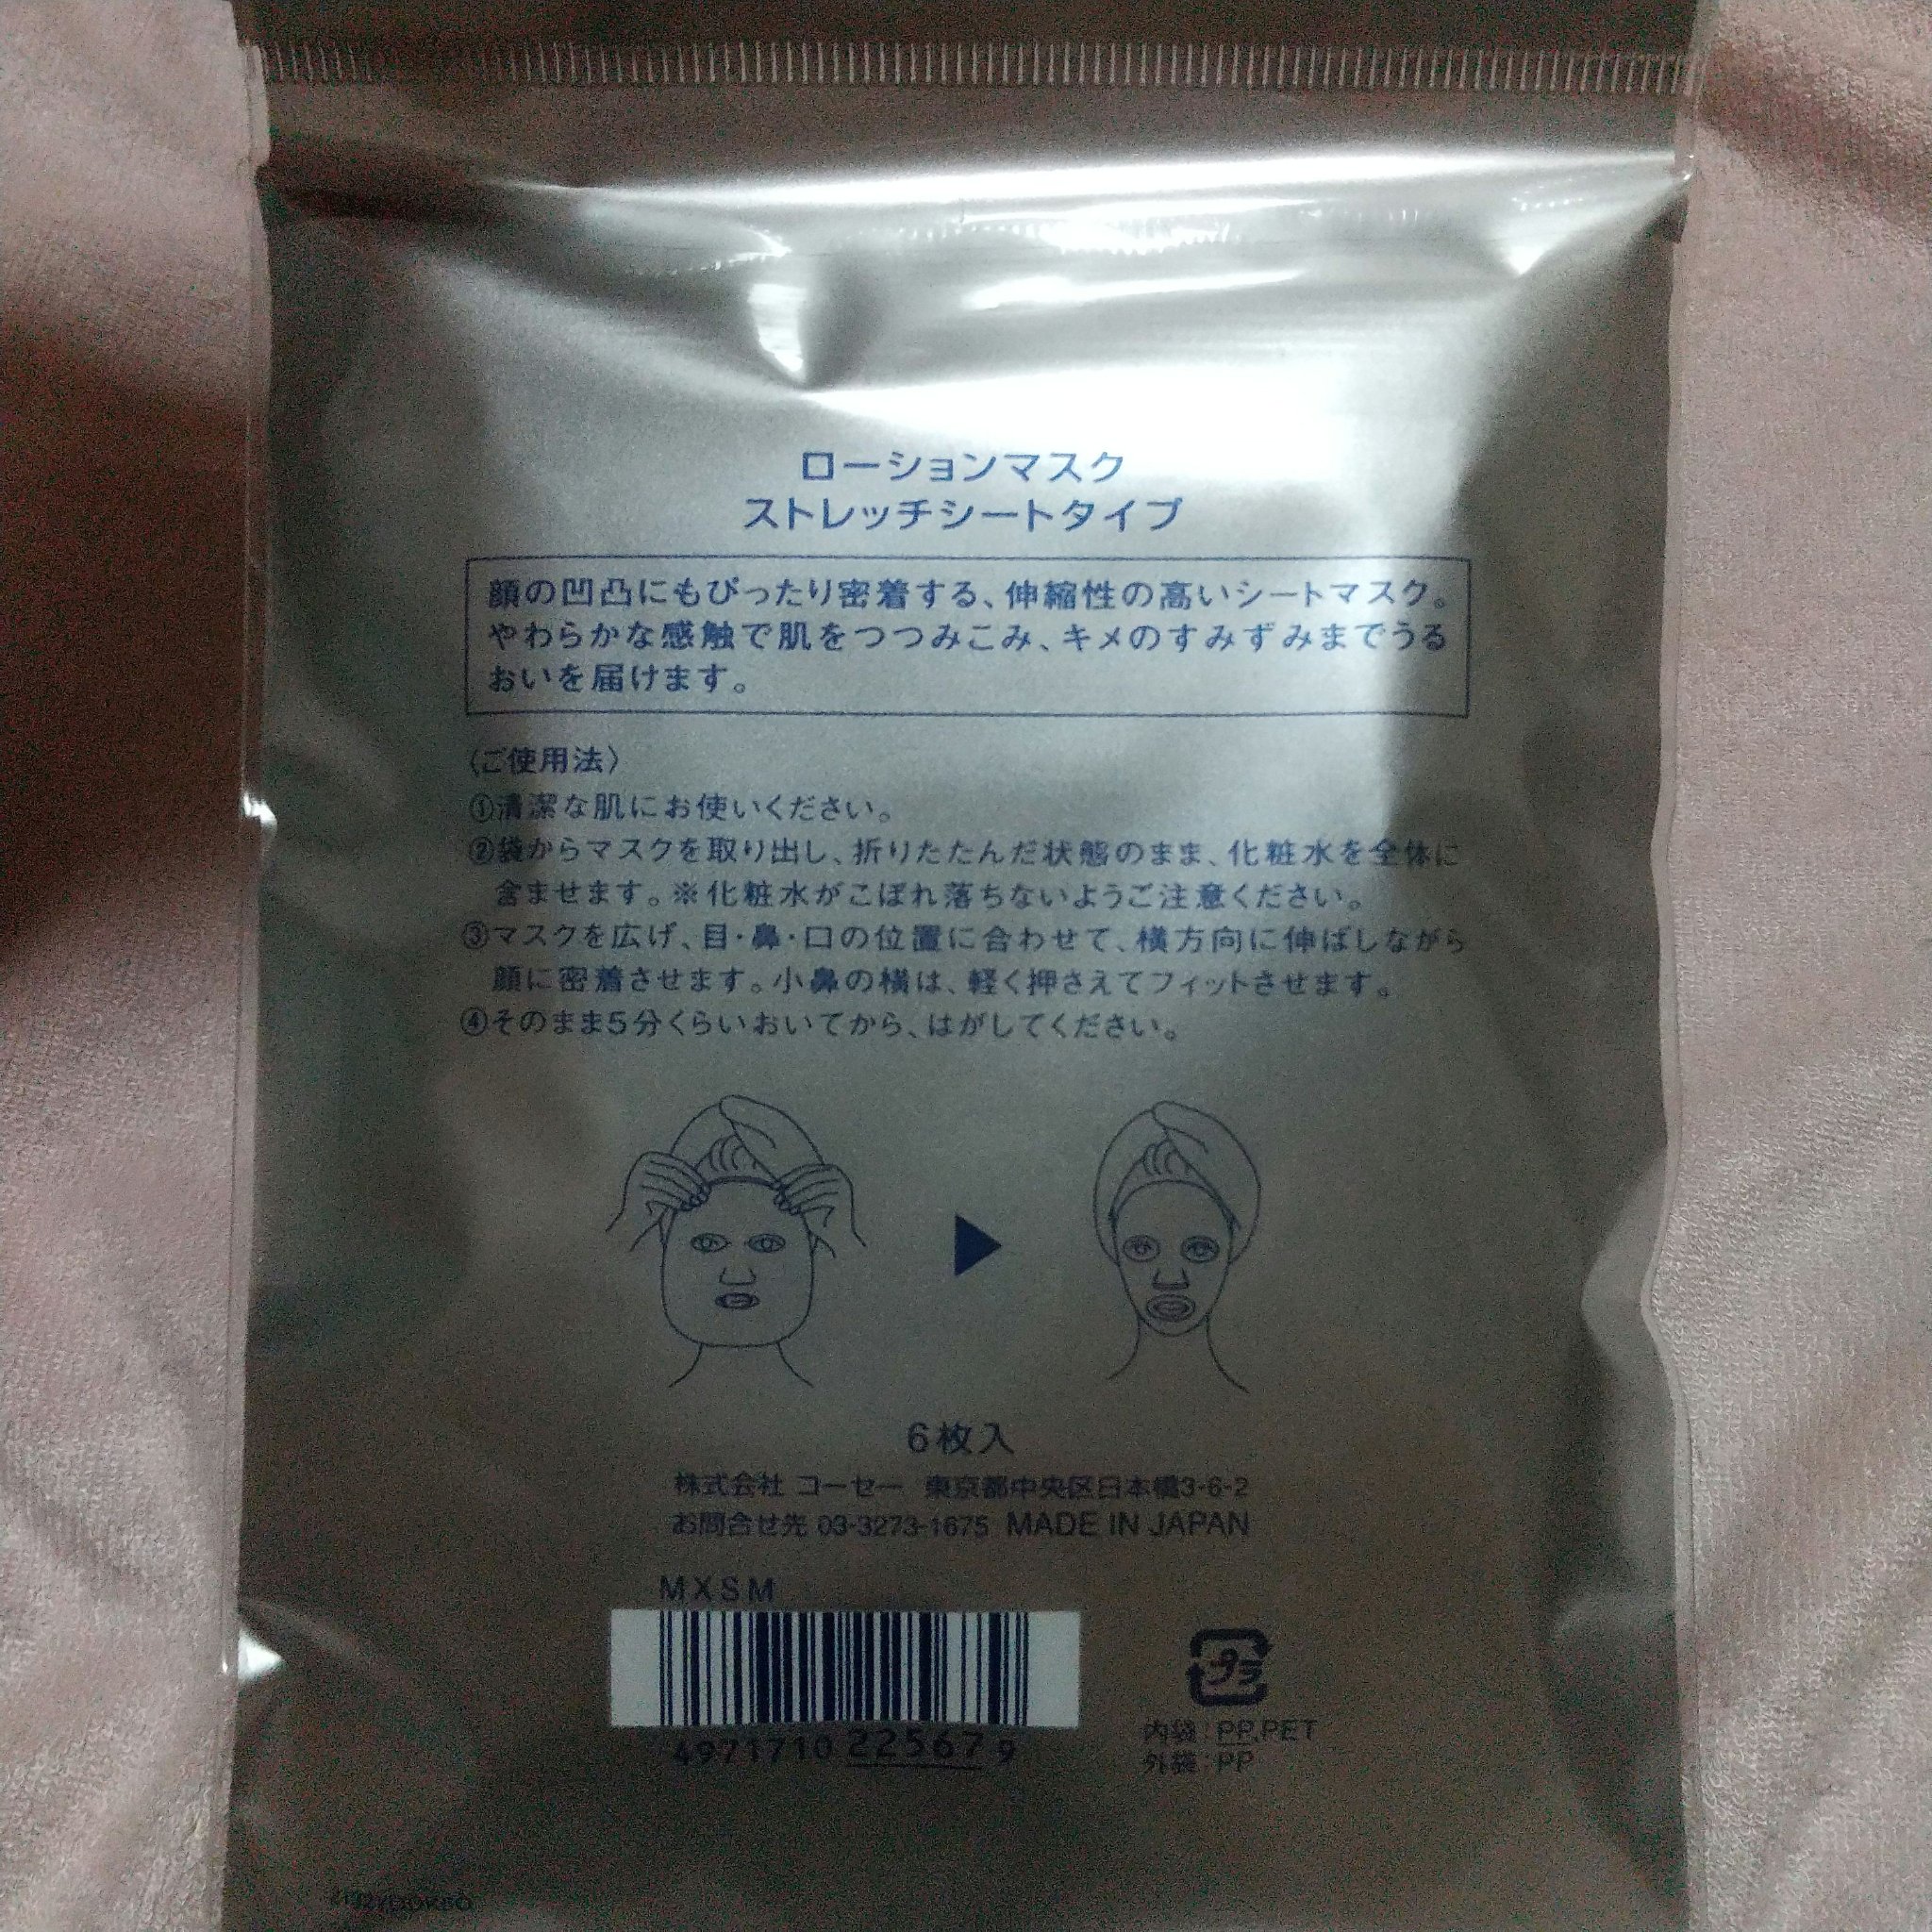 ローションマスク
ストレッチシートタイプ
顔の凹凸にもぴったり密着する、伸縮性の高いシートマスク。
やわらかな感触で肌をつつみこみ、キメのすみずみまでうる
おいを届けます。
〈ご使用法〉
①清潔な肌にお使いください。
②袋からマスクを取り出し、折りたたんだ状態のまま、化粧水を全体に
含ませます。※化粧水がこぼれ落ちないようご注意ください。
③マスクを広げ、目・鼻・口の位置に合わせて、横方向に伸ばしながら
顔に密着させます。小鼻の横は、軽く押さえてフィットさせます。
④そのまま5分くらいおいてから、はがしてください。
6枚入
株式会社 コーセー 東京都中央区日本橋3-6-2
お問合せ先 03-3273-1675 MADE IN JAPAN
MXSM
4971710 22567 9
プラ
内袋:PP,PET
外袋:PP